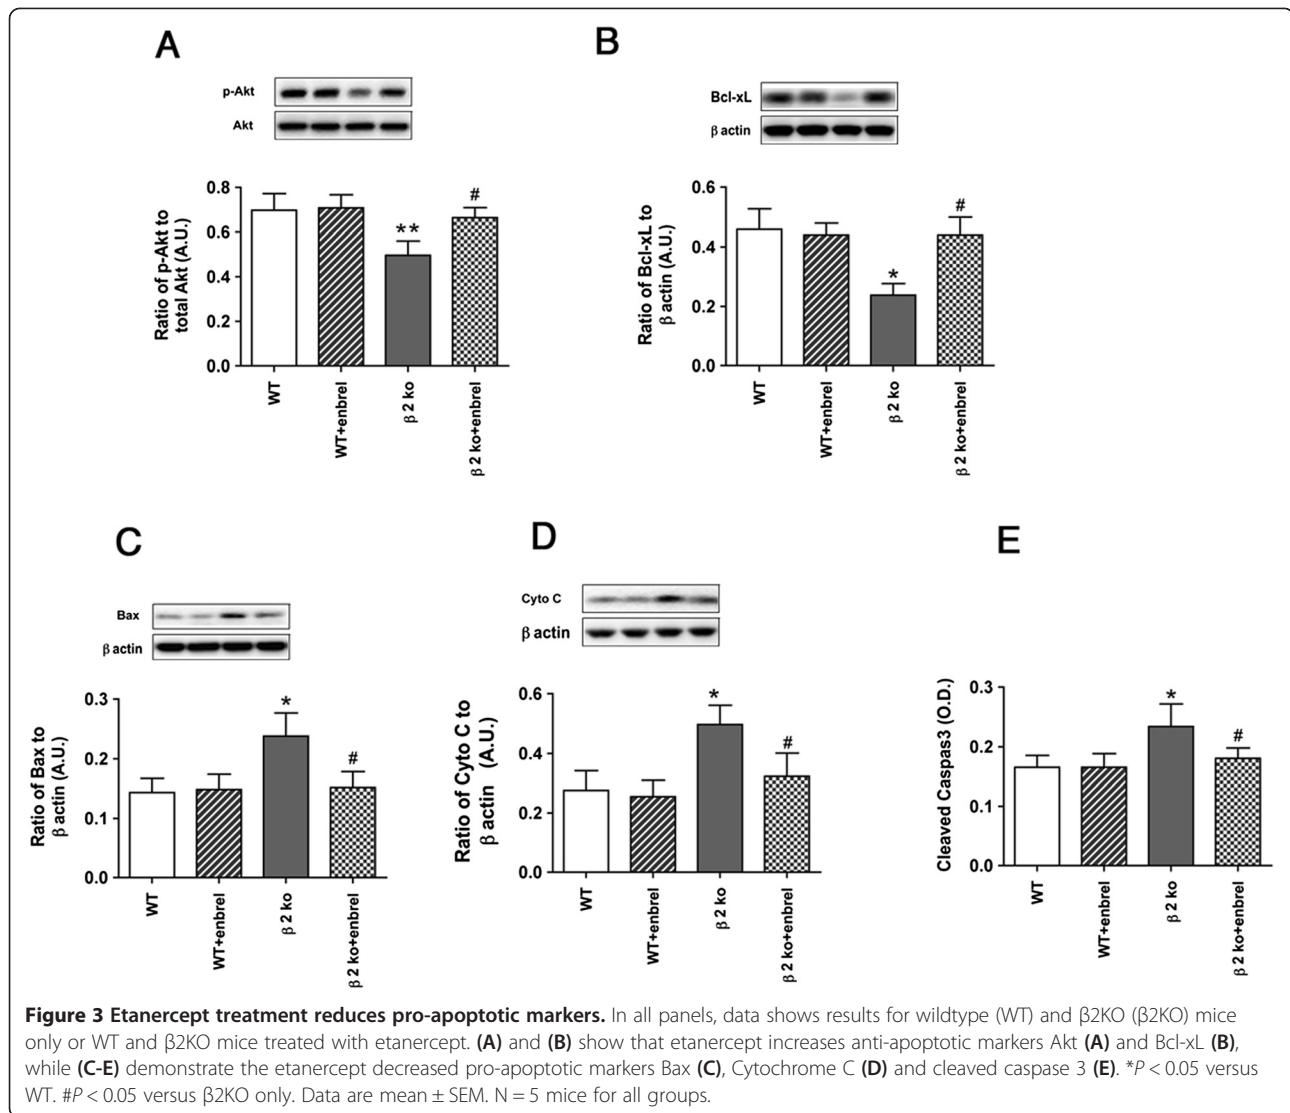 A
p-Akt
Akt
Ratio of p-Akt to
total Akt (A.U.)
0.8
0.6
0.4
0.2
0.0
**
#
WT
WT+enbrel
β 2 ko
β 2 ko+enbrel
B
Bcl-xL
β actin
Ratio of Bcl-xL to
β actin (A.U.)
0.6
0.4
0.2
0.0
*
#
WT
WT+enbrel
β 2 ko
β 2 ko+enbrel
C
Bax
β actin
Ratio of Bax to
β actin (A.U.)
0.3
0.2
0.1
0.0
*
#
WT
WT+enbrel
β 2 ko
β 2 ko+enbrel
D
Cyto C
β actin
Ratio of Cyto C to
β actin (A.U.)
0.6
0.4
0.2
0.0
*
#
WT
WT+enbrel
β 2 ko
β 2 ko+enbrel
E
Cleaved Caspas3 (O.D.)
0.3
0.2
0.1
0.0
*
#
WT
WT+enbrel
β 2 ko
β 2 ko+enbrel
Figure 3 Etanercept treatment reduces pro-apoptotic markers. In all panels, data shows results for wildtype (WT) and β2KO (β2KO) mice
only or WT and β2KO mice treated with etanercept. (A) and (B) show that etanercept increases anti-apoptotic markers Akt (A) and Bcl-xL (B),
while (C-E) demonstrate the etanercept decreased pro-apoptotic markers Bax (C), Cytochrome C (D) and cleaved caspase 3 (E). *P < 0.05 versus
WT. #P < 0.05 versus β2KO only. Data are mean ± SEM. N = 5 mice for all groups.